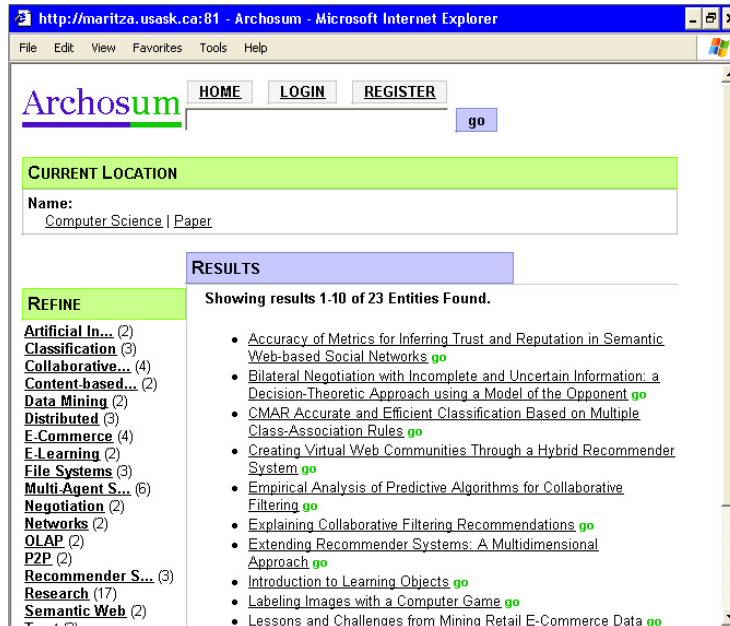 http://maritza.usask.ca:81 - Archosum - Microsoft Internet Explorer
File Edit View Favorites Tools Help
Archosum
HOME LOGIN REGISTER
go
CURRENT LOCATION
Name:
Computer Science | Paper
RESULTS
REFINE
Artificial In... (2)
Classification (3)
Collaborative... (4)
Content-based... (2)
Data Mining (2)
Distributed (3)
E-Commerce (4)
E-Learning (2)
File Systems (3)
Multi-Agent S... (6)
Negotiation (2)
Networks (2)
OLAP (2)
P2P (2)
Recommender S... (3)
Research (17)
Semantic Web (2)
Showing results 1-10 of 23 Entities Found.
• Accuracy of Metrics for Inferring Trust and Reputation in Semantic
Web-based Social Networks go
• Bilateral Negotiation with Incomplete and Uncertain Information: a
Decision-Theoretic Approach using a Model of the Opponent go
• CMAR Accurate and Efficient Classification Based on Multiple
Class-Association Rules go
• Creating Virtual Web Communities Through a Hybrid Recommender
System go
• Empirical Analysis of Predictive Algorithms for Collaborative
Filtering go
• Explaining Collaborative Filtering Recommendations go
• Extending Recommender Systems: A Multidimensional
Approach go
• Introduction to Learning Objects go
• Labeling Images with a Computer Game go
• Lessons and Challenges from Mining Retail E-Commerce Data go